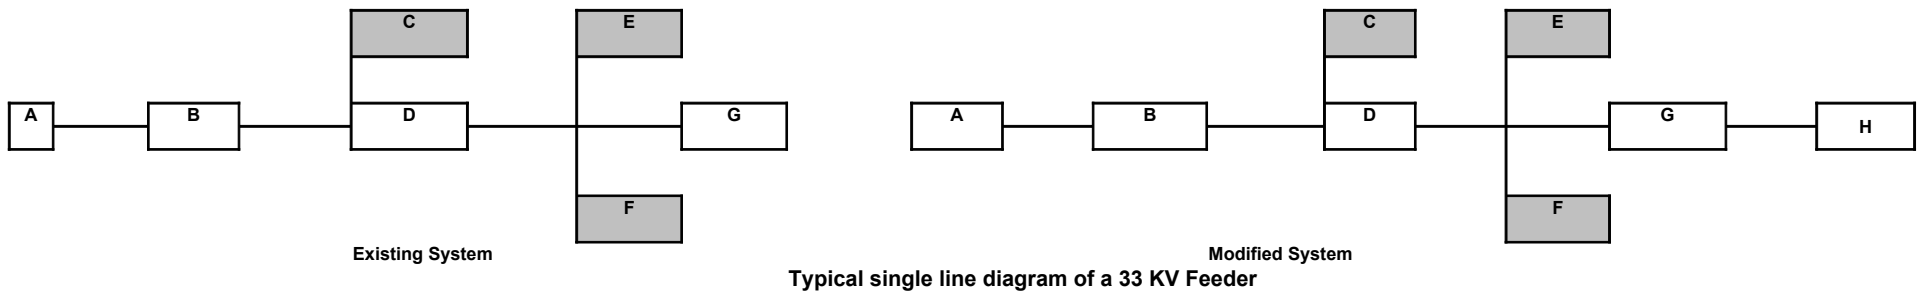 C E C E
A B D G A B D G H
F F
Existing System Modified System
Typical single line diagram of a 33 KV Feeder